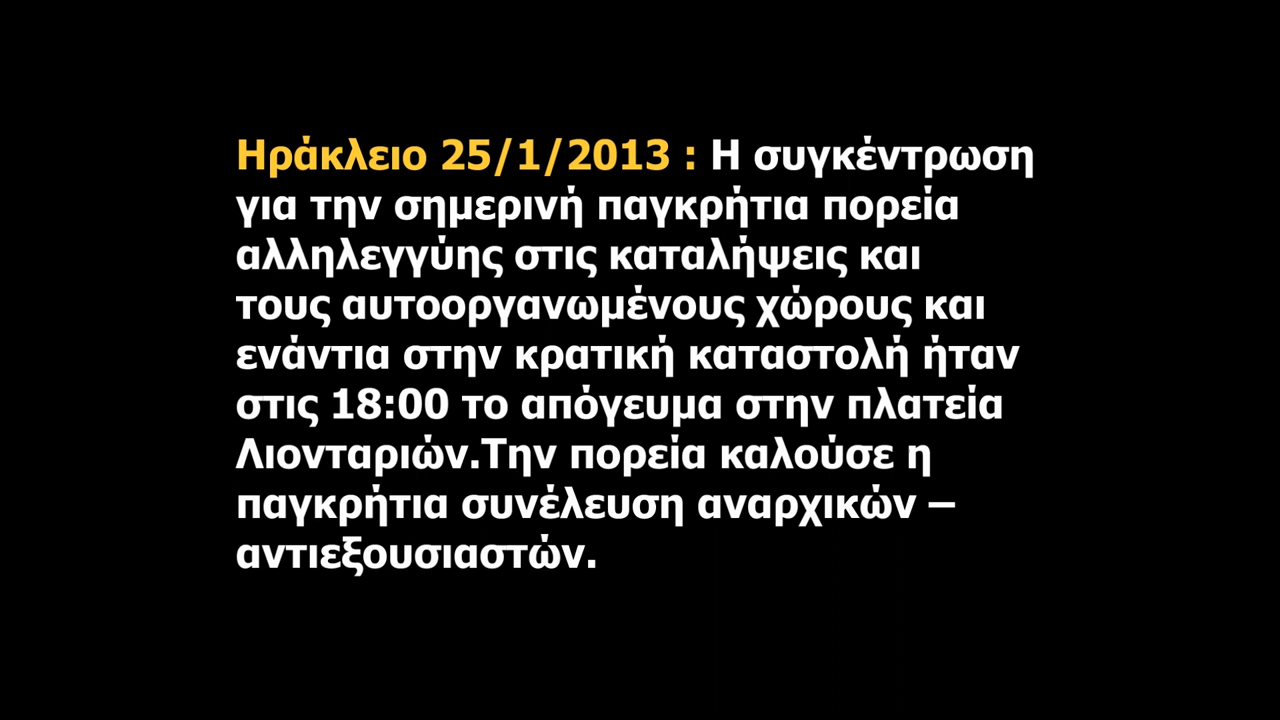 Ηράκλειο 25/1/2013 : Η συγκέντρωση
για την σημερινή παγκρήτια πορεία
αλληλεγγύης στις καταλήψεις και
τους αυτοοργανωμένους χώρους και
ενάντια στην κρατική καταστολή ήταν
στις 18:00 το απόγευμα στην πλατεία
Λιονταριών.Την πορεία καλούσε η
παγκρήτια συνέλευση αναρχικών –
αντιεξουσιαστών.